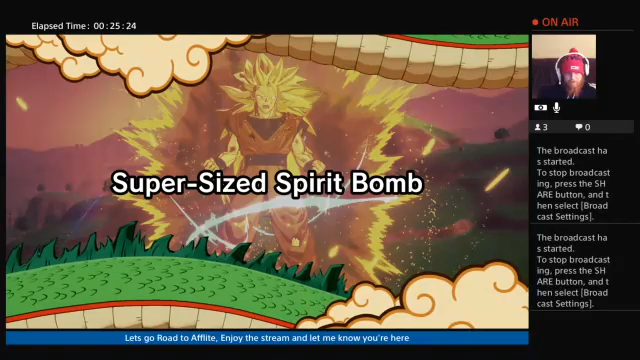 Elapsed Time: 00:25:24
ON AIR
3
0
The broadcast ha
s started.
To stop broadcast
ing, press the SH
ARE button, and t
hen select [Broad
cast Settings].
The broadcast ha
s started.
To stop broadcast
ing, press the SH
ARE button, and t
hen select [Broad
cast Settings].
Super-Sized Spirit Bomb
Lets go Road to Afflite, Enjoy the stream and let me know you're here